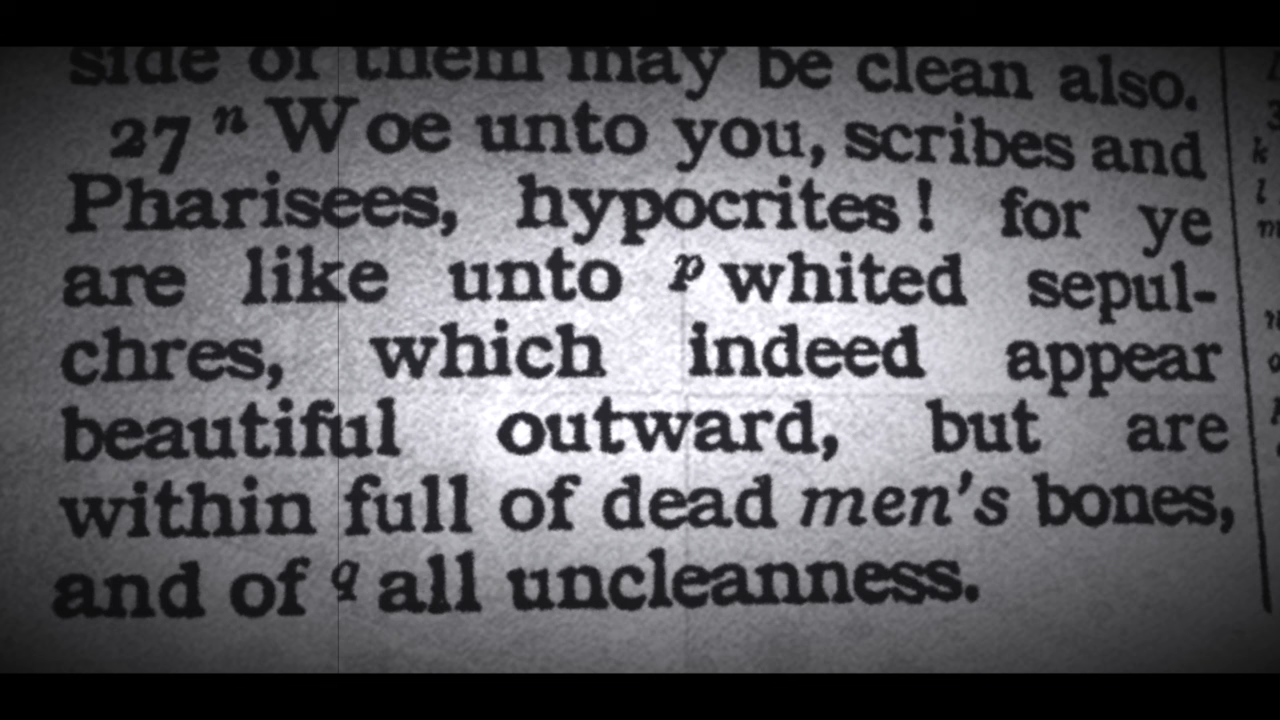 side of them may be clean also.
27 n Woe unto you, scribes and
Pharisees, hypocrites! for ye
are like unto p whited sepul-
chres, which indeed appear
beautiful outward, but are
within full of dead men's bones,
and of q all uncleanness.
k
l
m